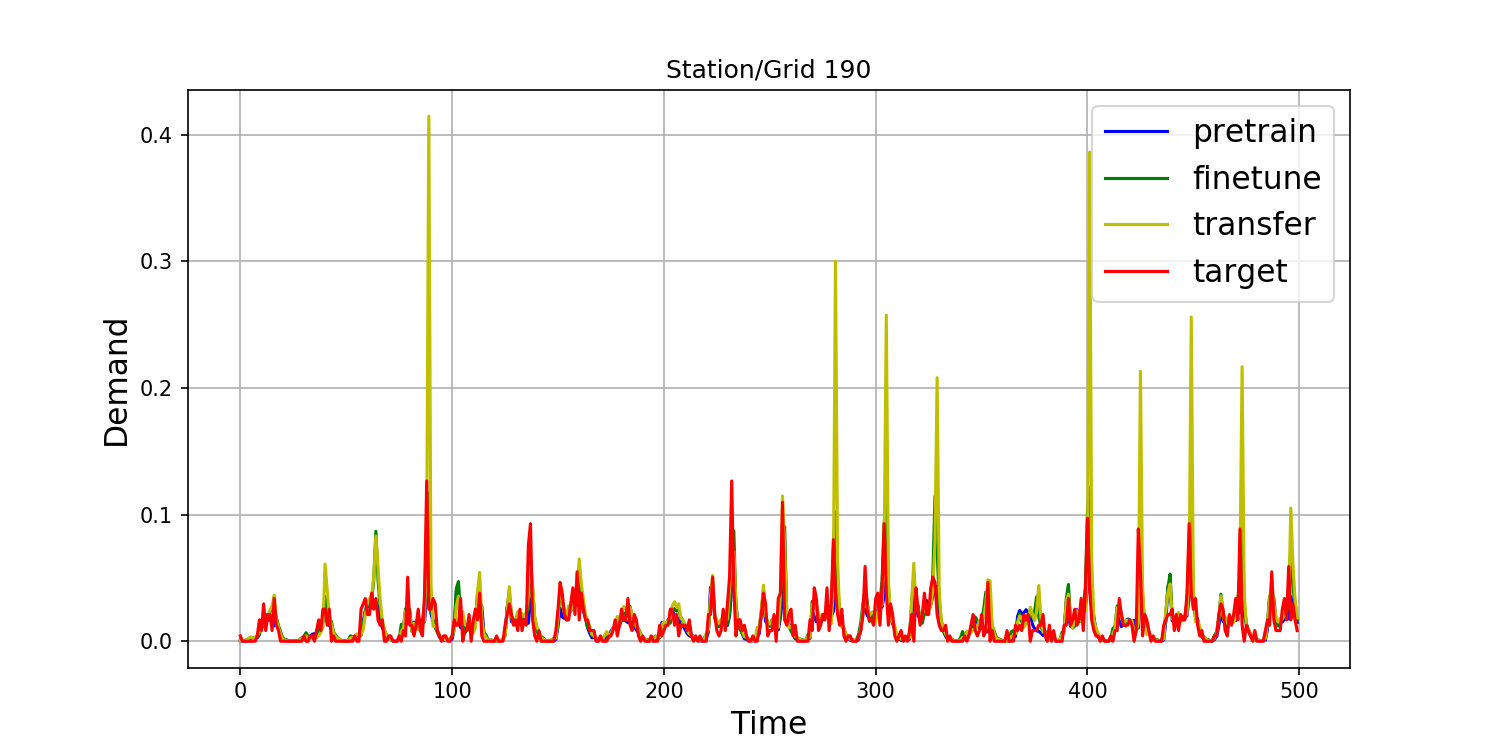 Station/Grid 190
pretrain
finetune
transfer
target
0.4
0.3
0.2
0.1
0.0
Demand
0 100 200 300 400 500
Time